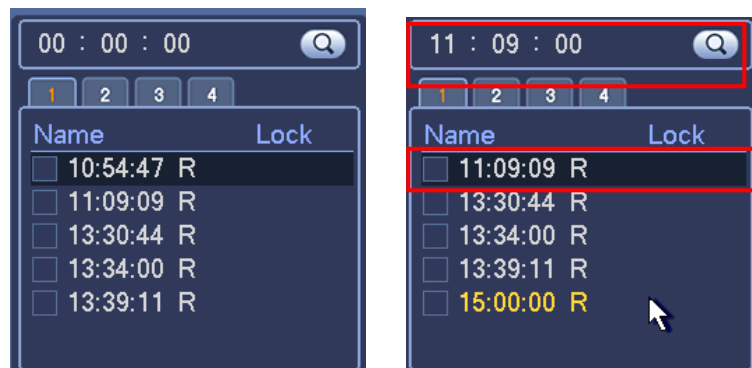 00 : 00 : 00
1 2 3 4
Name Lock
10:54:47 R
11:09:09 R
13:30:44 R
13:34:00 R
13:39:11 R
11 : 09 : 00
1 2 3 4
Name Lock
11:09:09 R
13:30:44 R
13:34:00 R
13:39:11 R
15:00:00 R